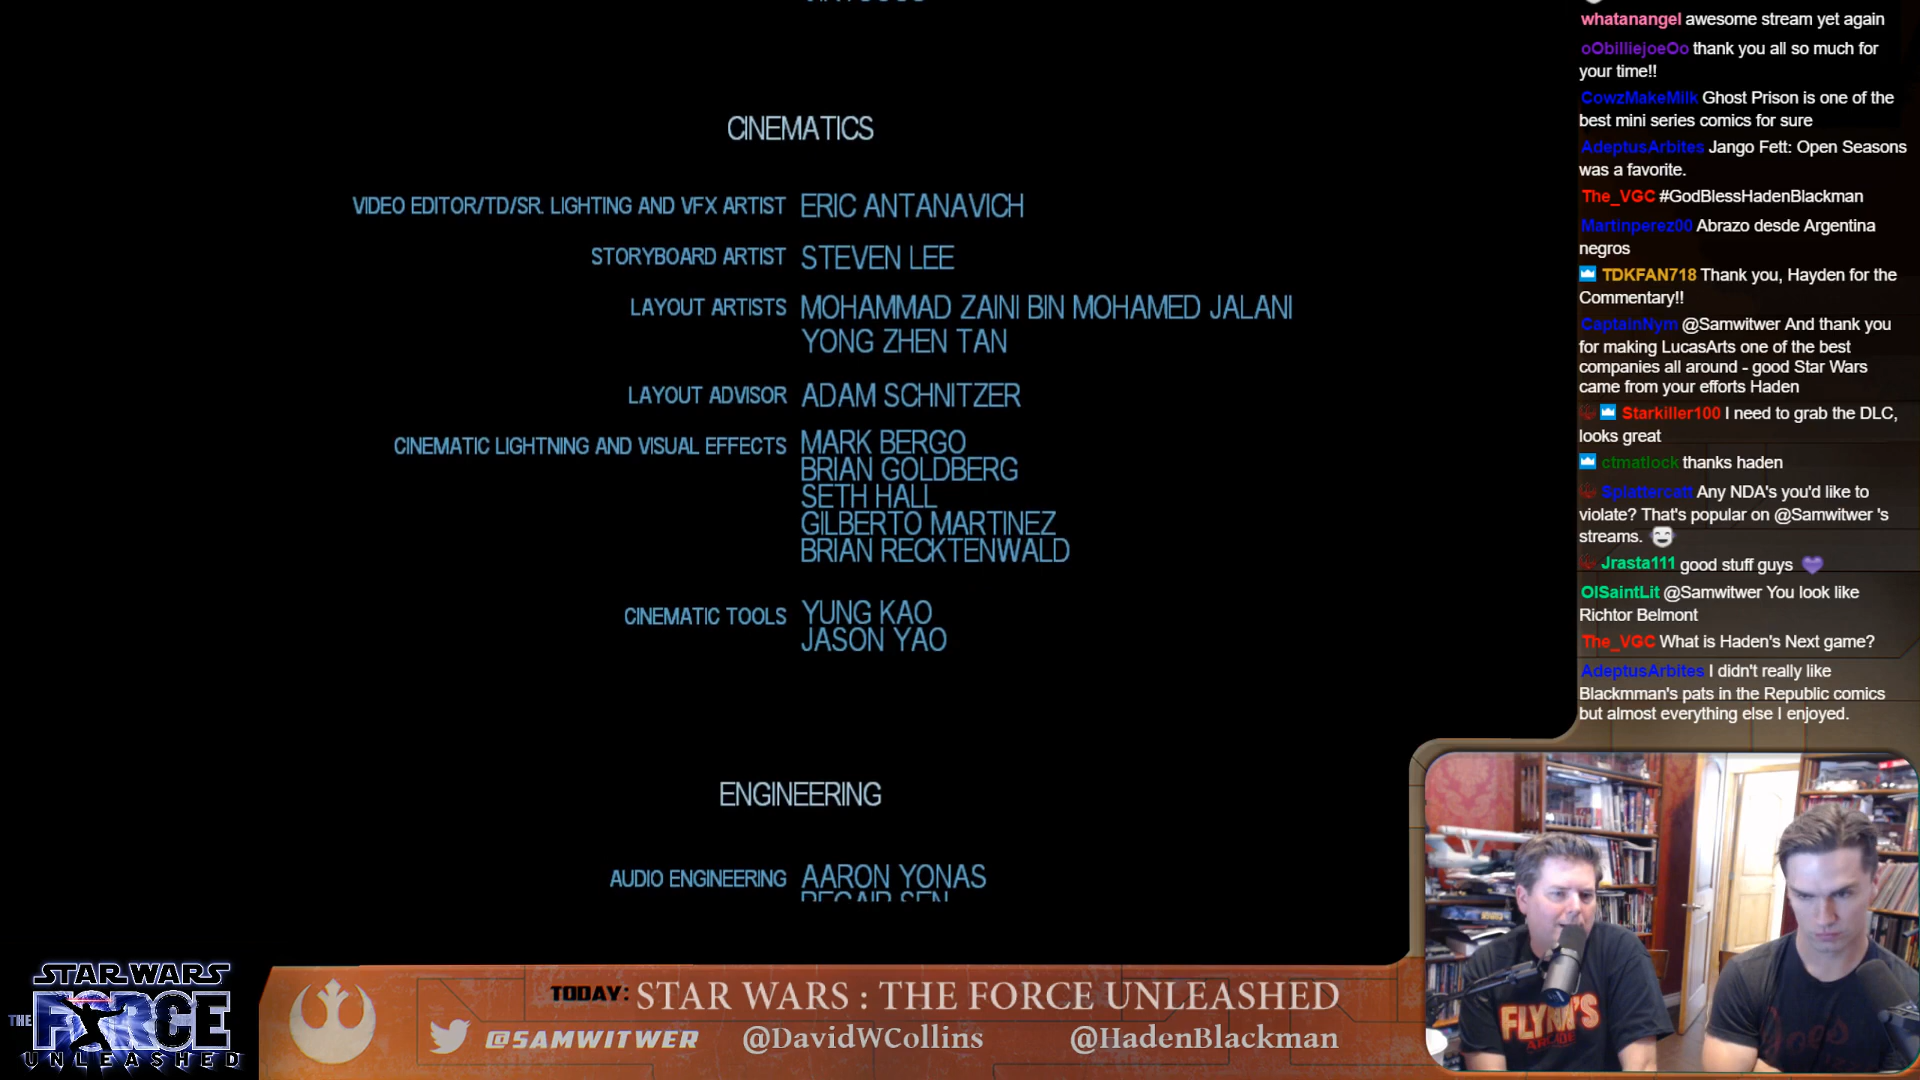 CINEMATICS
VIDEO EDITOR/TD/SR. LIGHTING AND VFX ARTIST ERIC ANTANAVICH
STORYBOARD ARTIST STEVEN LEE
LAYOUT ARTISTS MOHAMMAD ZAINI BIN MOHAMED JALANI
YONG ZHEN TAN
LAYOUT ADVISOR ADAM SCHNITZER
CINEMATIC LIGHTNING AND VISUAL EFFECTS MARK BERGO
BRIAN GOLDBERG
SETH HALL
GILBERTO MARTINEZ
BRIAN RECKTENWALD
CINEMATIC TOOLS YUNG KAO
JASON YAO
ENGINEERING
AUDIO ENGINEERING AARON YONAS
whatanangel awesome stream yet again
oObilliejoeOo thank you all so much for
your time!!
CowzMakeMilk Ghost Prison is one of the
best mini series comics for sure
AdeptusArbites Jango Fett: Open Seasons
was a favorite.
The_VGC #GodBlessHadenBlackman
Martinperez00 Abrazo desde Argentina
negros
TDKFAN718 Thank you, Hayden for the
Commentary!!
CaptainNym @Samwitwer And thank you
for making LucasArts one of the best
companies all around - good Star Wars
came from your efforts Haden
Starkiller100 I need to grab the DLC,
looks great
ctmatlock thanks haden
Splattercatt Any NDA's you'd like to
violate? That's popular on @Samwitwer 's
streams.
Jrasta111 good stuff guys
OlSaintLit @Samwitwer You look like
Richtor Belmont
The_VGC What is Haden's Next game?
AdeptusArbites I didn't really like
Blackmman's pats in the Republic comics
but almost everything else I enjoyed.
FLYNN'S
ARCADE
STAR WARS
THE FORCE
UNLEASHED
TODAY: STAR WARS : THE FORCE UNLEASHED
@SAMWITWER @DavidWCollins @HadenBlackman